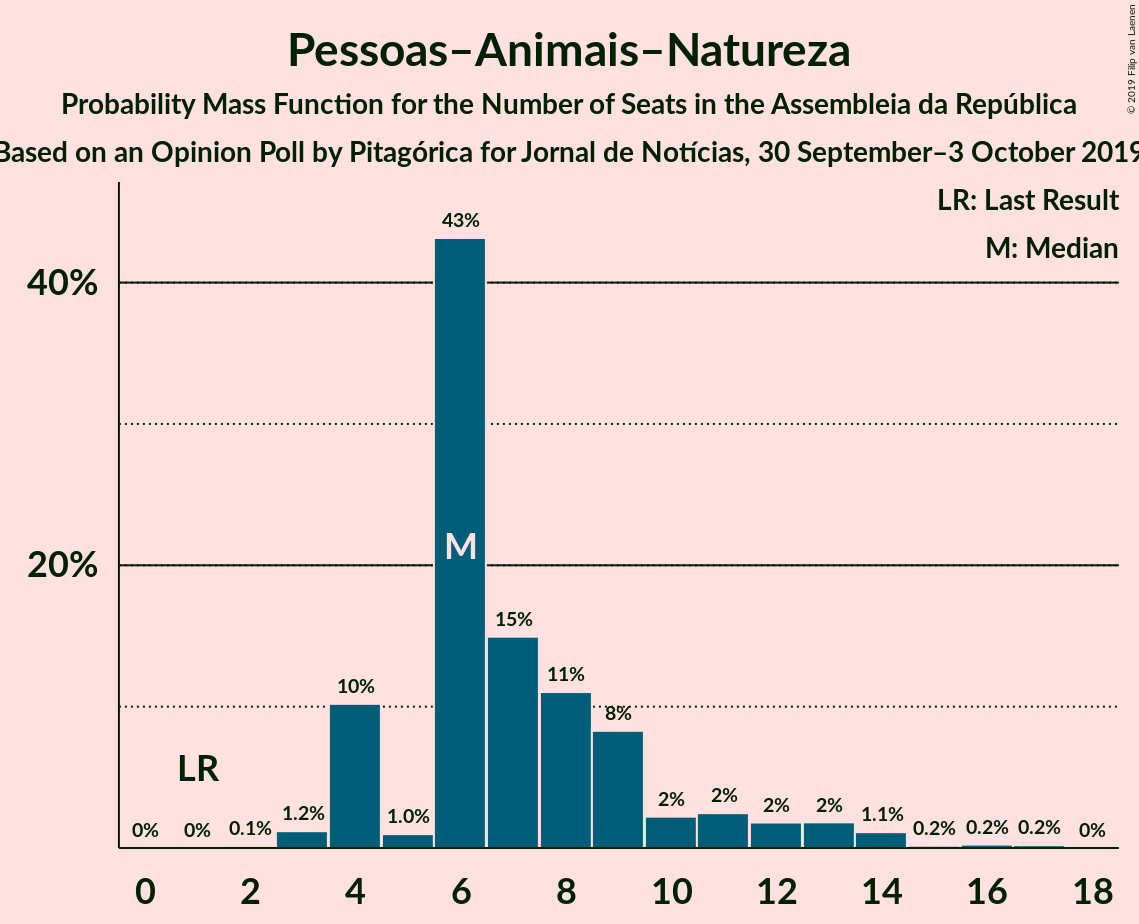 Pessoas–Animais–Natureza
Probability Mass Function for the Number of Seats in the Assembleia da República
Based on an Opinion Poll by Pitagórica for Jornal de Notícias, 30 September–3 October 2019
© 2019 Filip van Laenen
LR: Last Result
M: Median
40%
20%
43%
M
15%
11%
10%
8%
LR
0%
0%
0.1%
1.2%
1.0%
2%
2%
2%
2%
1.1%
0.2%
0.2%
0.2%
0%
0 2 4 6 8 10 12 14 16 18